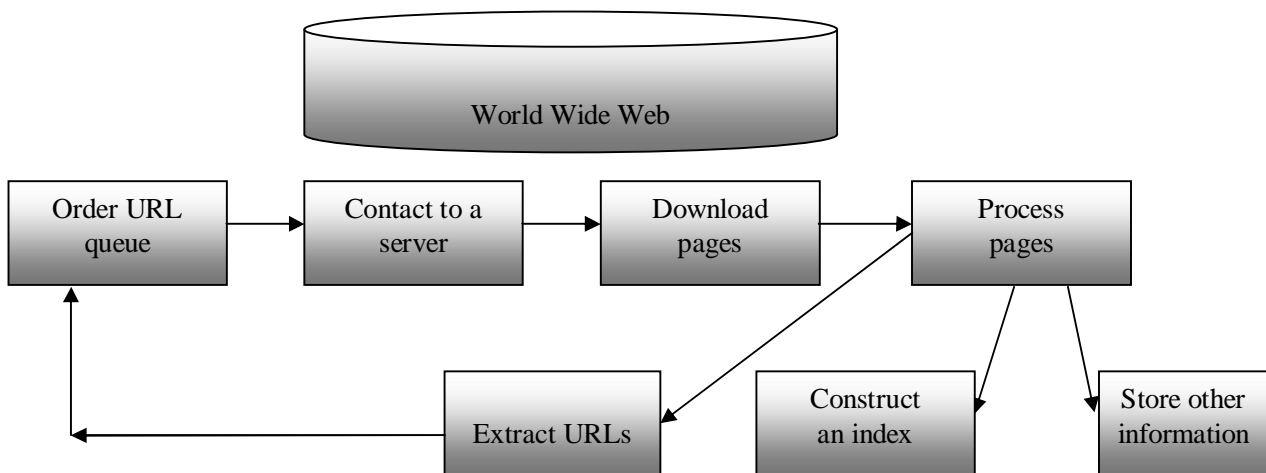 World Wide Web
Order URL
queue
Contact to a
server
Download
pages
Process
pages
Extract URLs
Construct
an index
Store other
information